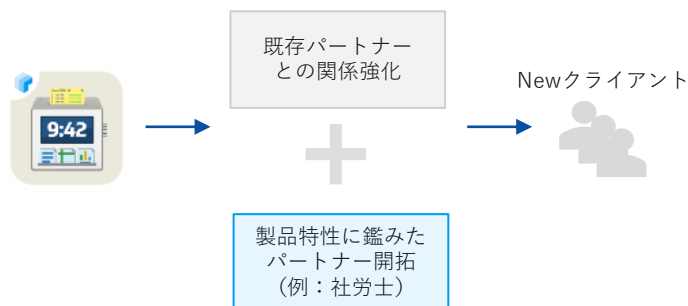 既存パートナー
との関係強化
Newクライアント
9:42
製品特性に鑑みた
パートナー開拓
（例：社労士）